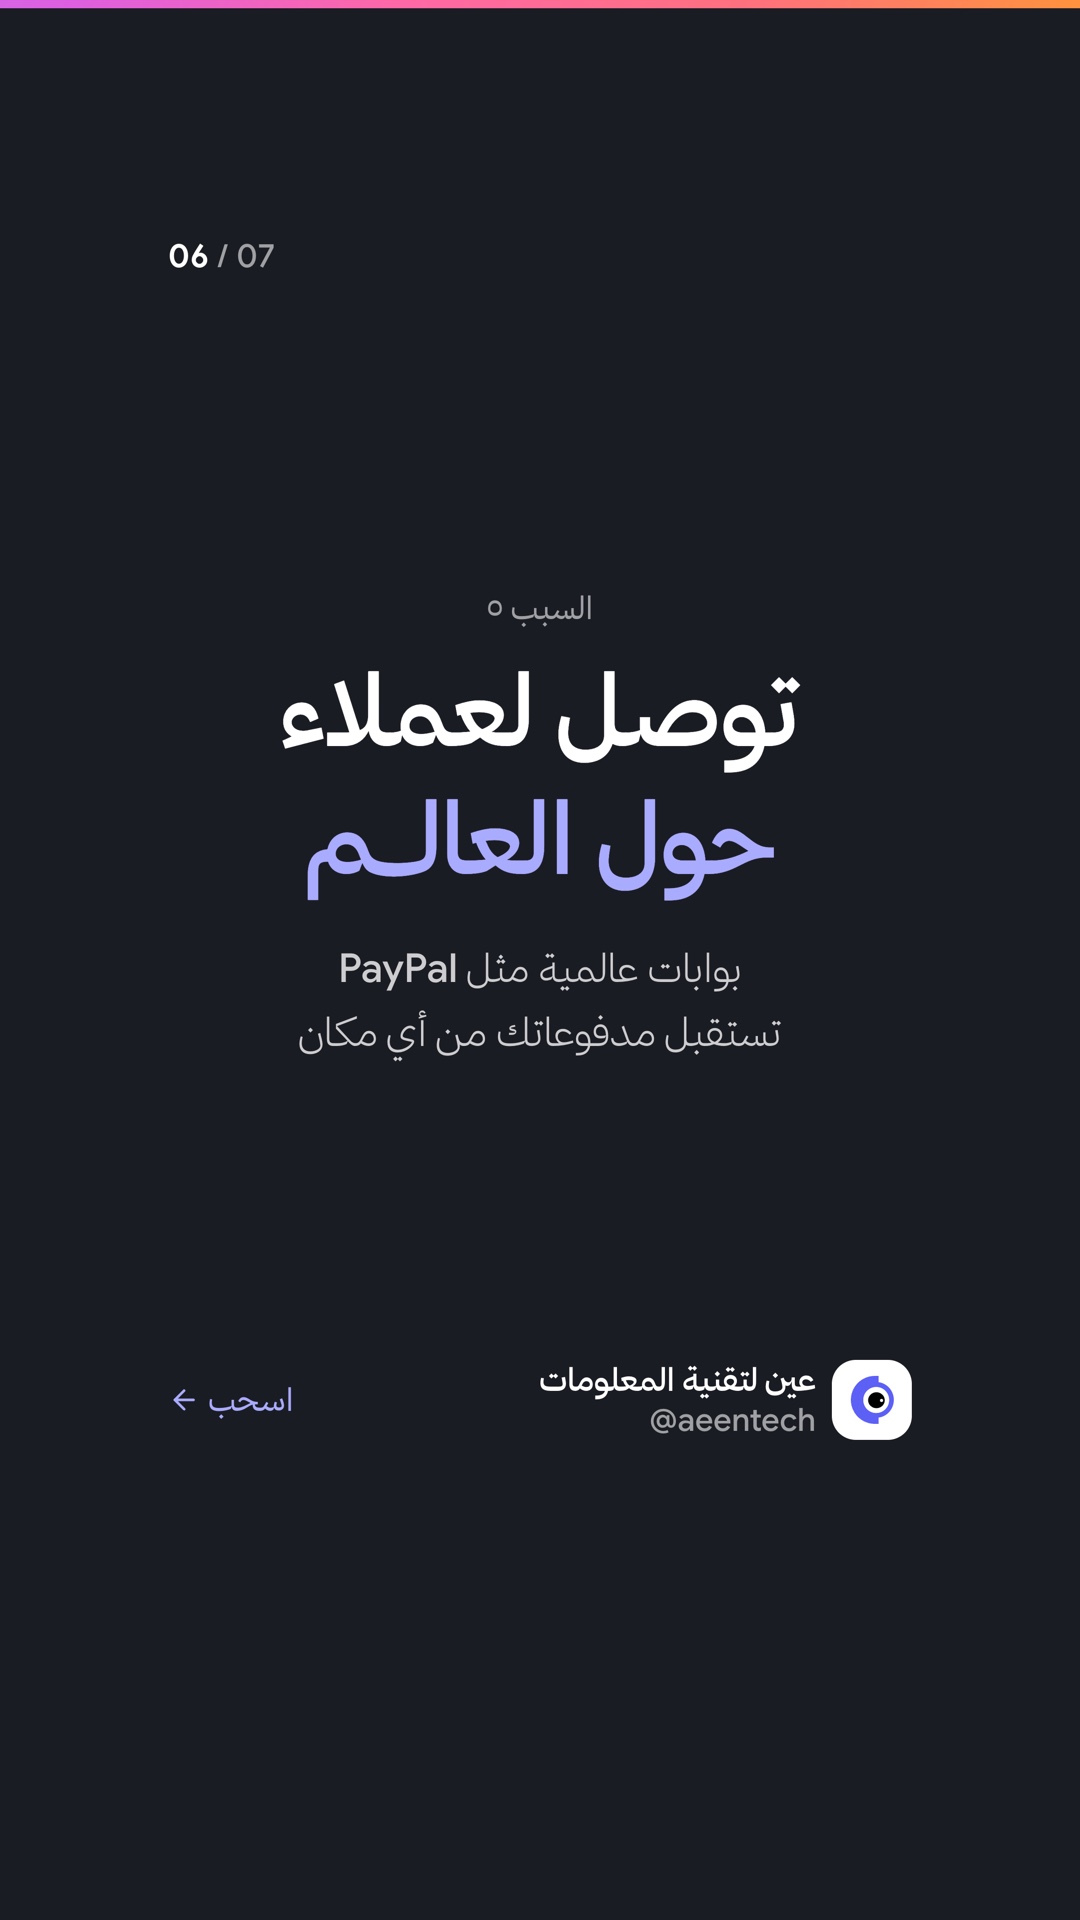 06 / 07
السبب ٥
توصل لعملاء
حول العالـم
بوابات عالمية مثل PayPal
تستقبل مدفوعاتك من أي مكان
عين لتقنية المعلومات
@aeentech
اسحب ←